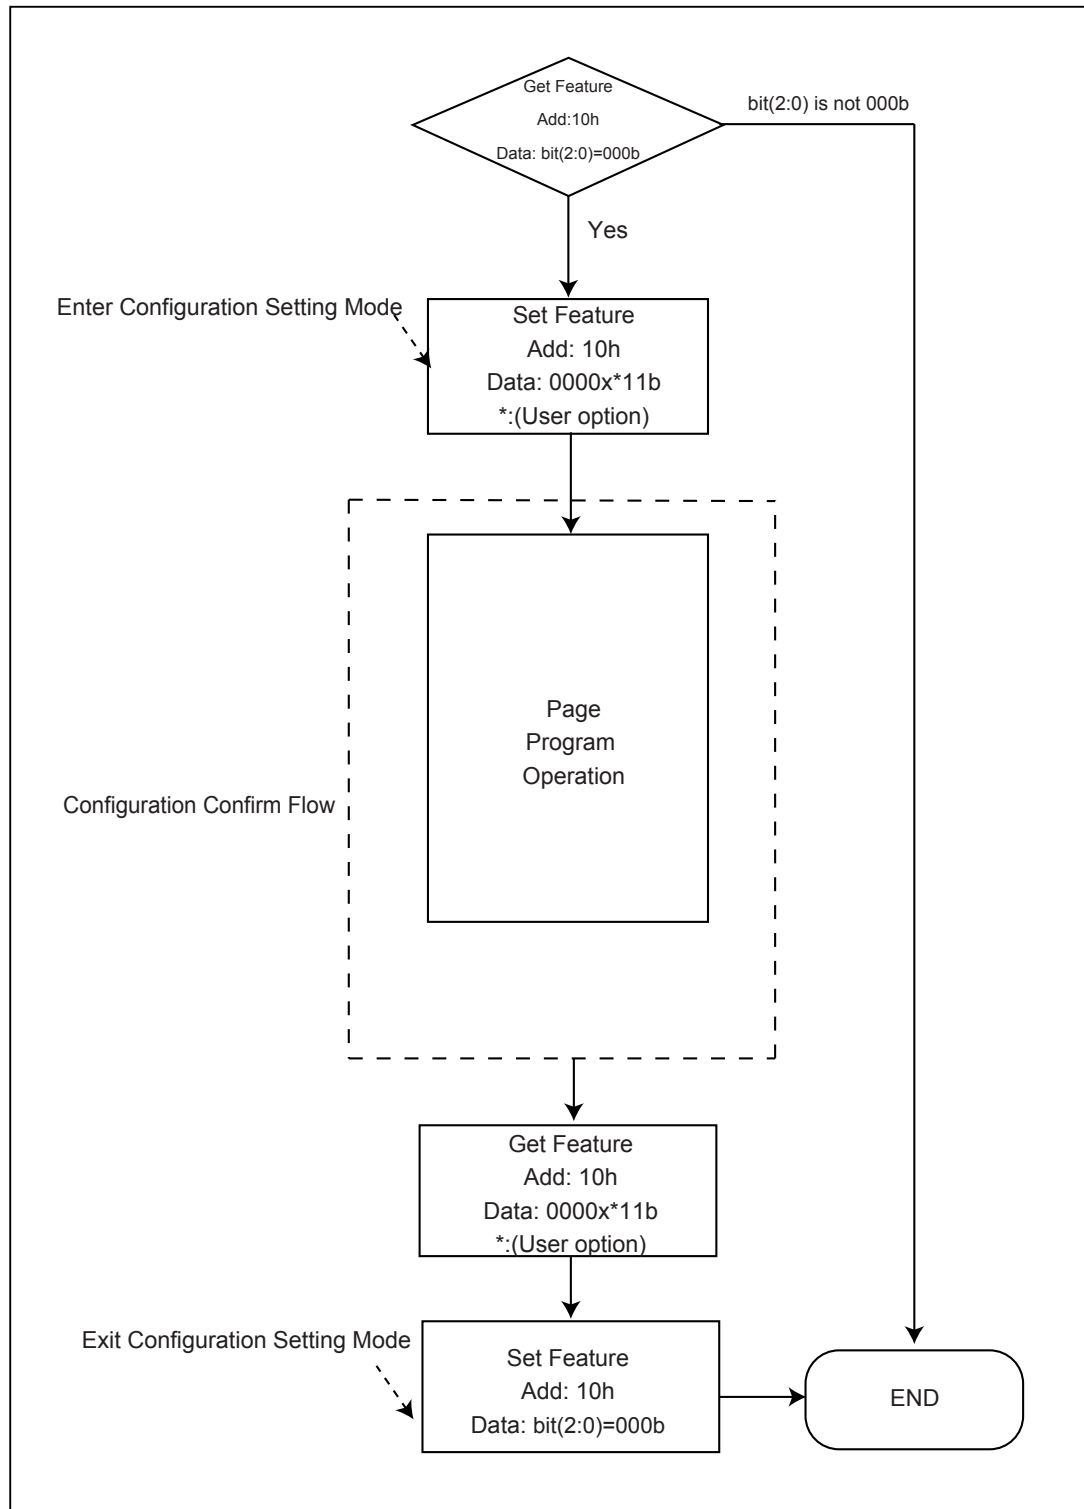 Get Feature
Add:10h
Data: bit(2:0)=000b
bit(2:0) is not 000b
Yes
Enter Configuration Setting Mode
Set Feature
Add: 10h
Data: 0000x*11b
*:(User option)
Page
Program
Operation
Configuration Confirm Flow
Get Feature
Add: 10h
Data: 0000x*11b
*:(User option)
Exit Configuration Setting Mode
Set Feature
Add: 10h
Data: bit(2:0)=000b
END